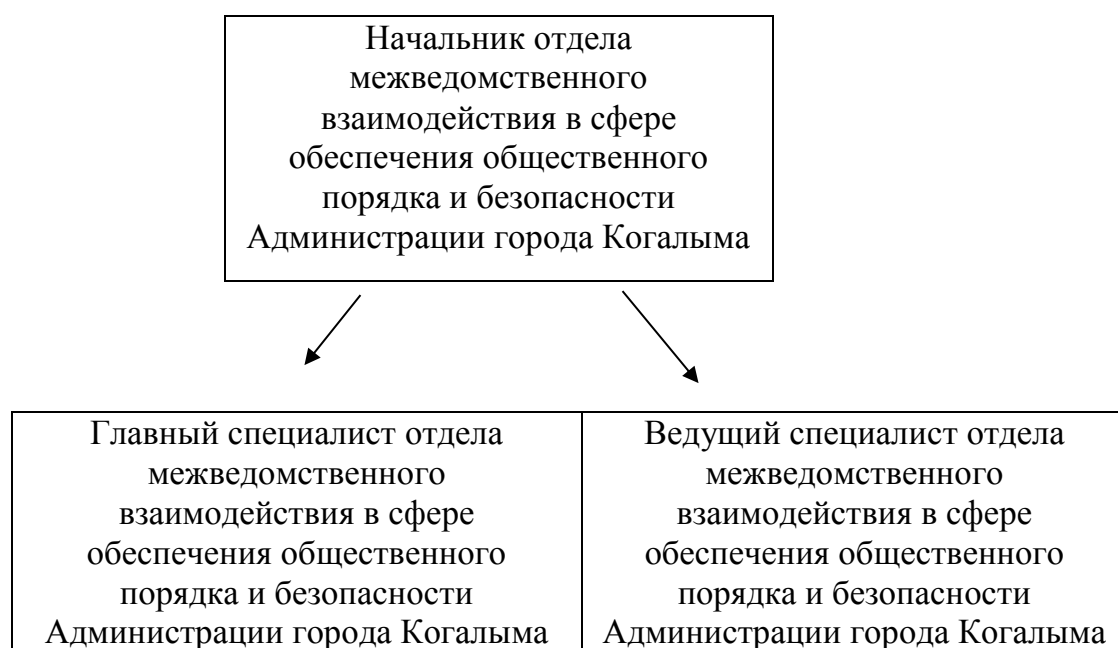 Начальник отдела
межведомственного
взаимодействия в сфере
обеспечения общественного
порядка и безопасности
Администрации города Когалыма
Главный специалист отдела
межведомственного
взаимодействия в сфере
обеспечения общественного
порядка и безопасности
Администрации города Когалыма
Ведущий специалист отдела
межведомственного
взаимодействия в сфере
обеспечения общественного
порядка и безопасности
Администрации города Когалыма